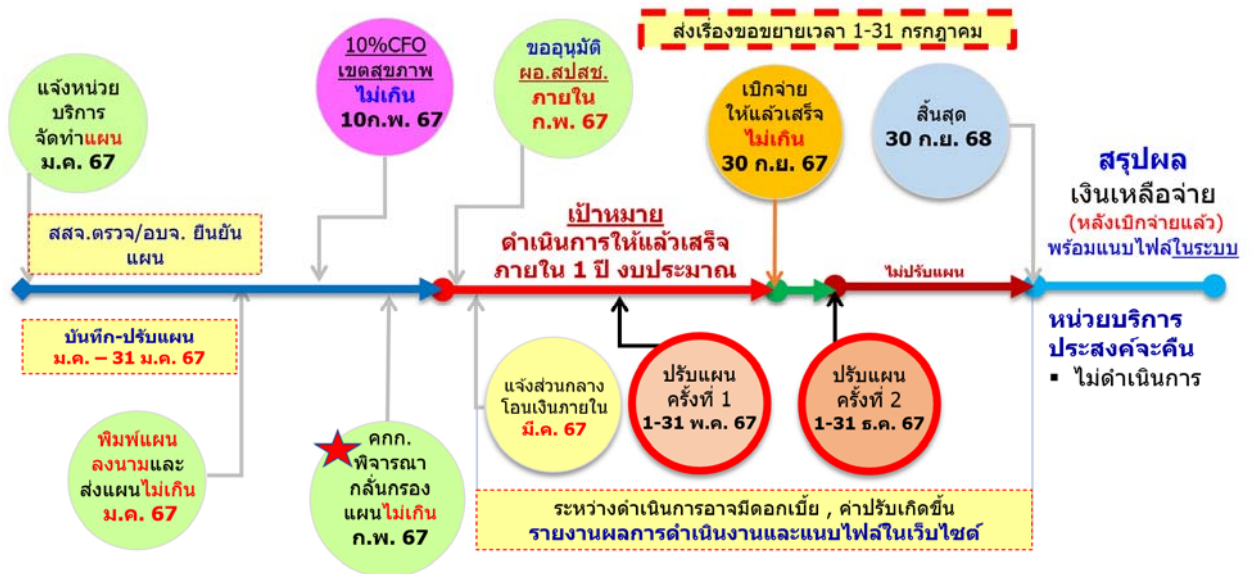 ส่งเรื่องขอขยายเวลา 1-31 กรกฎาคม
แจ้งหน่วย
บริการ
จัดทำแผน
ม.ค. 67
10%CFO
เขตสุขภาพ
ไม่เกิน
10ก.พ. 67
ขออนุมัติ
ผอ.สปสช.
ภายใน
ก.พ. 67
เบิกจ่าย
ให้แล้วเสร็จ
ไม่เกิน
30 ก.ย. 67
สิ้นสุด
30 ก.ย. 68
สรุปผล
เงินเหลือจ่าย
(หลังเบิกจ่ายแล้ว)
พร้อมแนบไฟล์ในระบบ
สสจ.ตรวจ/อบจ. ยืนยัน
แผน
เป้าหมาย
ดำเนินการให้แล้วเสร็จ
ภายใน 1 ปี งบประมาณ
ไม่ปรับแผน
บันทึก-ปรับแผน
ม.ค. – 31 ม.ค. 67
หน่วยบริการ
ประสงค์จะคืน
▪ ไม่ดำเนินการ
พิมพ์แผน
ลงนามและ
ส่งแผนไม่เกิน
ม.ค. 67
คกก.
พิจารณา
กลั่นกรอง
แผนไม่เกิน
ก.พ. 67
แจ้งส่วนกลาง
โอนเงินภายใน
มี.ค. 67
ปรับแผน
ครั้งที่ 1
1-31 พ.ค. 67
ปรับแผน
ครั้งที่ 2
1-31 ธ.ค. 67
ระหว่างดำเนินการอาจมีดอกเบี้ย , ค่าปรับเกิดขึ้น
รายงานผลการดำเนินงานและแนบไฟล์ในเว็บไซต์